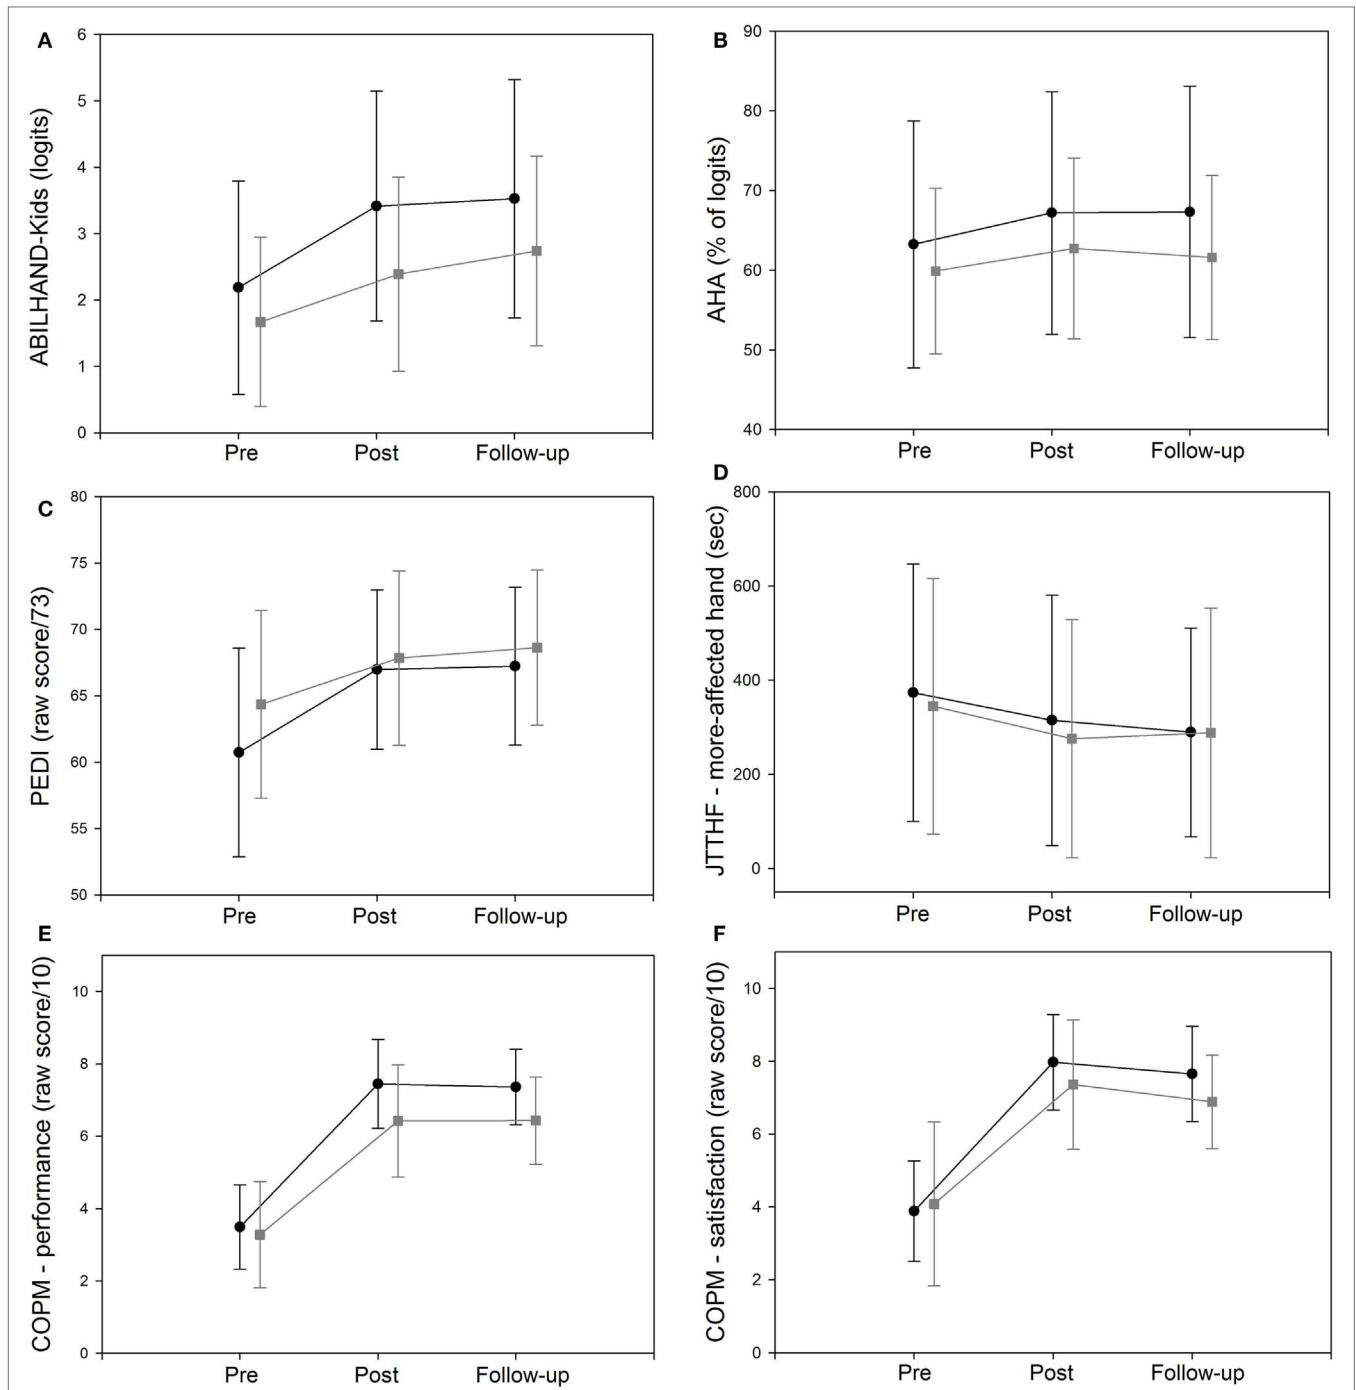 A
ABILHAND-Kids (logits)
6
5
4
3
2
1
0
Pre Post Follow-up
B
AHA (% of logits)
90
80
70
60
50
40
Pre Post Follow-up
C
PEDI (raw score/73)
80
75
70
65
60
55
50
Pre Post Follow-up
D
JTTHF - more-affected hand (sec)
800
600
400
200
0
Pre Post Follow-up
E
COPM - performance (raw score/10)
10
8
6
4
2
0
Pre Post Follow-up
F
COPM - satisfaction (raw score/10)
10
8
6
4
2
0
Pre Post Follow-up